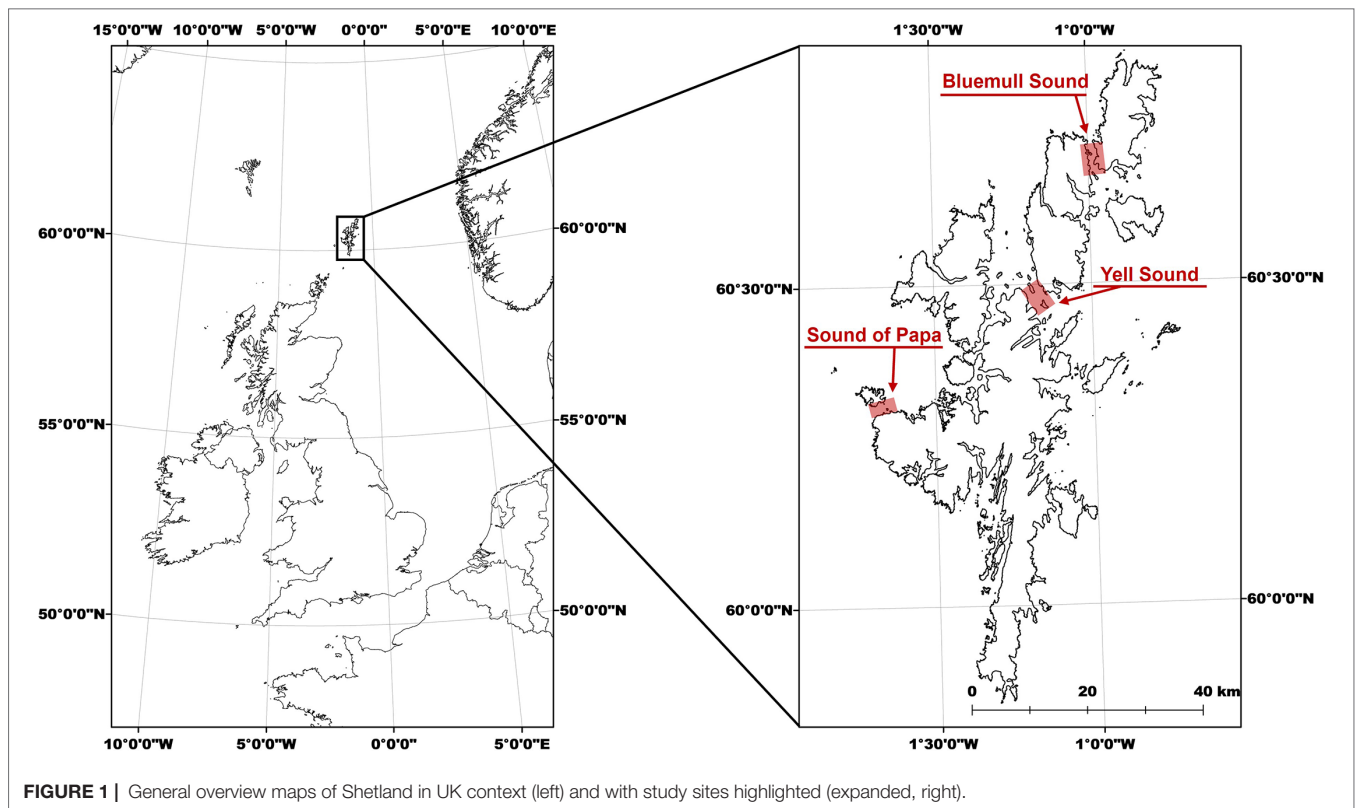 15°0'0"W 10°0'0"W 5°0'0"W 0°0'0" 5°0'0"E 10°0'0"E
60°0'0"N 60°0'0"N
55°0'0"N 55°0'0"N
50°0'0"N 50°0'0"N
10°0'0"W 5°0'0"W 0°0'0" 5°0'0"E
1°30'0"W 1°0'0"W
Bluemull Sound
Yell Sound
60°30'0"N 60°30'0"N
Sound of Papa
60°0'0"N 60°0'0"N
0 20 40 km
1°30'0"W 1°0'0"W
FIGURE 1 | General overview maps of Shetland in UK context (left) and with study sites highlighted (expanded, right).